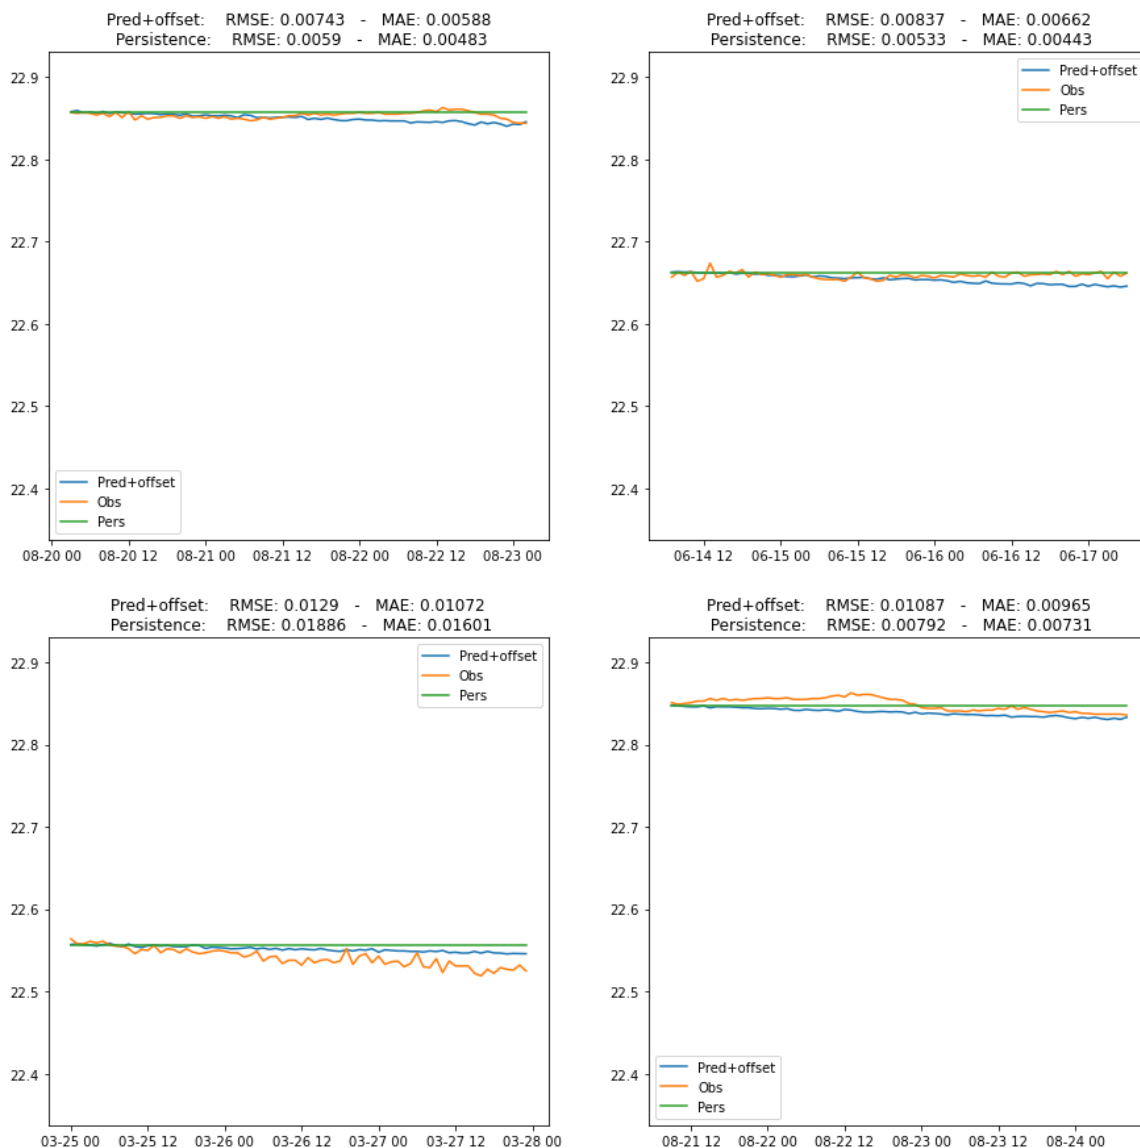 Pred+offset: RMSE: 0.00743 - MAE: 0.00588
Persistence: RMSE: 0.0059 - MAE: 0.00483
22.9
22.8
22.7
22.6
22.5
22.4
Pred+offset
Obs
Pers
08-20 00 08-20 12 08-21 00 08-21 12 08-22 00 08-22 12 08-23 00
Pred+offset: RMSE: 0.00837 - MAE: 0.00662
Persistence: RMSE: 0.00533 - MAE: 0.00443
22.9
22.8
22.7
22.6
22.5
22.4
Pred+offset
Obs
Pers
06-14 12 06-15 00 06-15 12 06-16 00 06-16 12 06-17 00
Pred+offset: RMSE: 0.0129 - MAE: 0.01072
Persistence: RMSE: 0.01886 - MAE: 0.01601
22.9
22.8
22.7
22.6
22.5
22.4
Pred+offset
Obs
Pers
03-25 00 03-25 12 03-26 00 03-26 12 03-27 00 03-27 12 03-28 00
Pred+offset: RMSE: 0.01087 - MAE: 0.00965
Persistence: RMSE: 0.00792 - MAE: 0.00731
22.9
22.8
22.7
22.6
22.5
22.4
Pred+offset
Obs
Pers
08-21 12 08-22 00 08-22 12 08-23 00 08-23 12 08-24 00